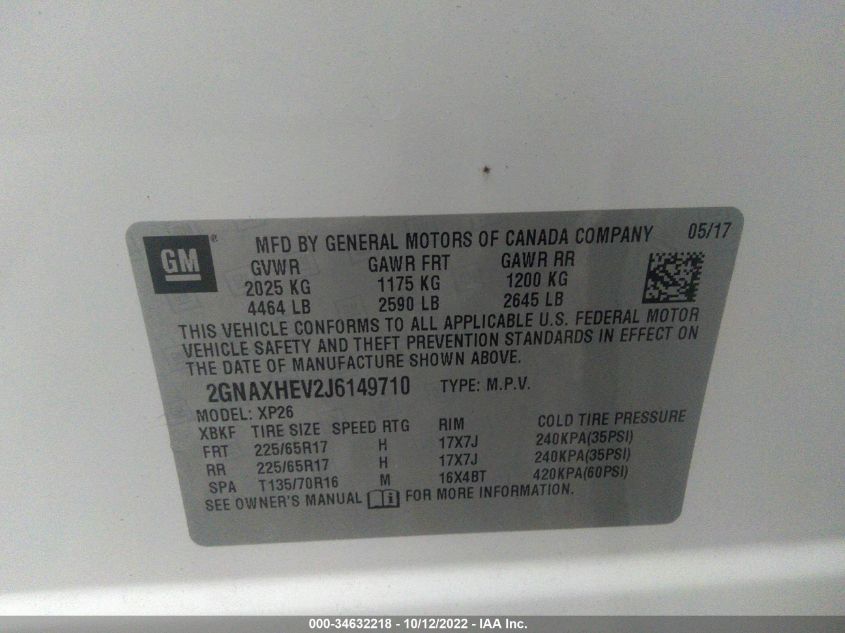 GM ® MFD BY GENERAL MOTORS OF CANADA COMPANY 05/17
GVWR GAWR FRT GAWR RR
2025 KG 1175 KG 1200 KG
4464 LB 2590 LB 2645 LB
THIS VEHICLE CONFORMS TO ALL APPLICABLE U.S. FEDERAL MOTOR
VEHICLE SAFETY AND THEFT PREVENTION STANDARDS IN EFFECT ON
THE DATE OF MANUFACTURE SHOWN ABOVE.
2GNAXHEV2J6149710 TYPE: M.P.V.
MODEL: XP26
XBKF TIRE SIZE SPEED RTG RIM COLD TIRE PRESSURE
FRT 225/65R17 H 17X7J 240KPA(35PSI)
RR 225/65R17 H 17X7J 240KPA(35PSI)
SPA T135/70R16 M 16X4BT 420KPA(60PSI)
SEE OWNER'S MANUAL FOR MORE INFORMATION.
000-34632218 - 10/12/2022 - IAA Inc.